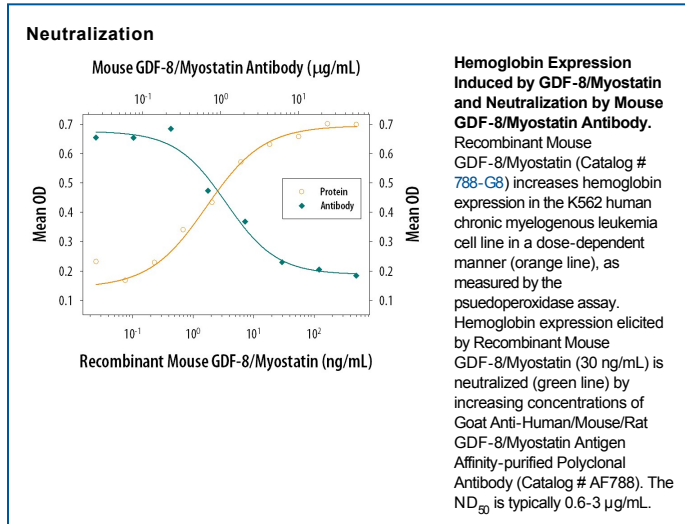 Neutralization
Mouse GDF-8/Myostatin Antibody (μg/mL)
10⁻¹ 10⁰ 10¹
0.7 0.7
0.6 0.6
0.5 0.5
0.4 0.4
0.3 0.3
0.2 0.2
0.1 0.1
Mean OD
Mean OD
Protein
Antibody
10⁻¹ 10⁰ 10¹ 10²
Recombinant Mouse GDF-8/Myostatin (ng/mL)
Hemoglobin Expression
Induced by GDF-8/Myostatin
and Neutralization by Mouse
GDF-8/Myostatin Antibody.
Recombinant Mouse
GDF-8/Myostatin (Catalog #
788-G8) increases hemoglobin
expression in the K562 human
chronic myelogenous leukemia
cell line in a dose-dependent
manner (orange line), as
measured by the
psuedoperoxidase assay.
Hemoglobin expression elicited
by Recombinant Mouse
GDF-8/Myostatin (30 ng/mL) is
neutralized (green line) by
increasing concentrations of
Goat Anti-Human/Mouse/Rat
GDF-8/Myostatin Antigen
Affinity-purified Polyclonal
Antibody (Catalog # AF788). The
ND₅₀ is typically 0.6-3 μg/mL.